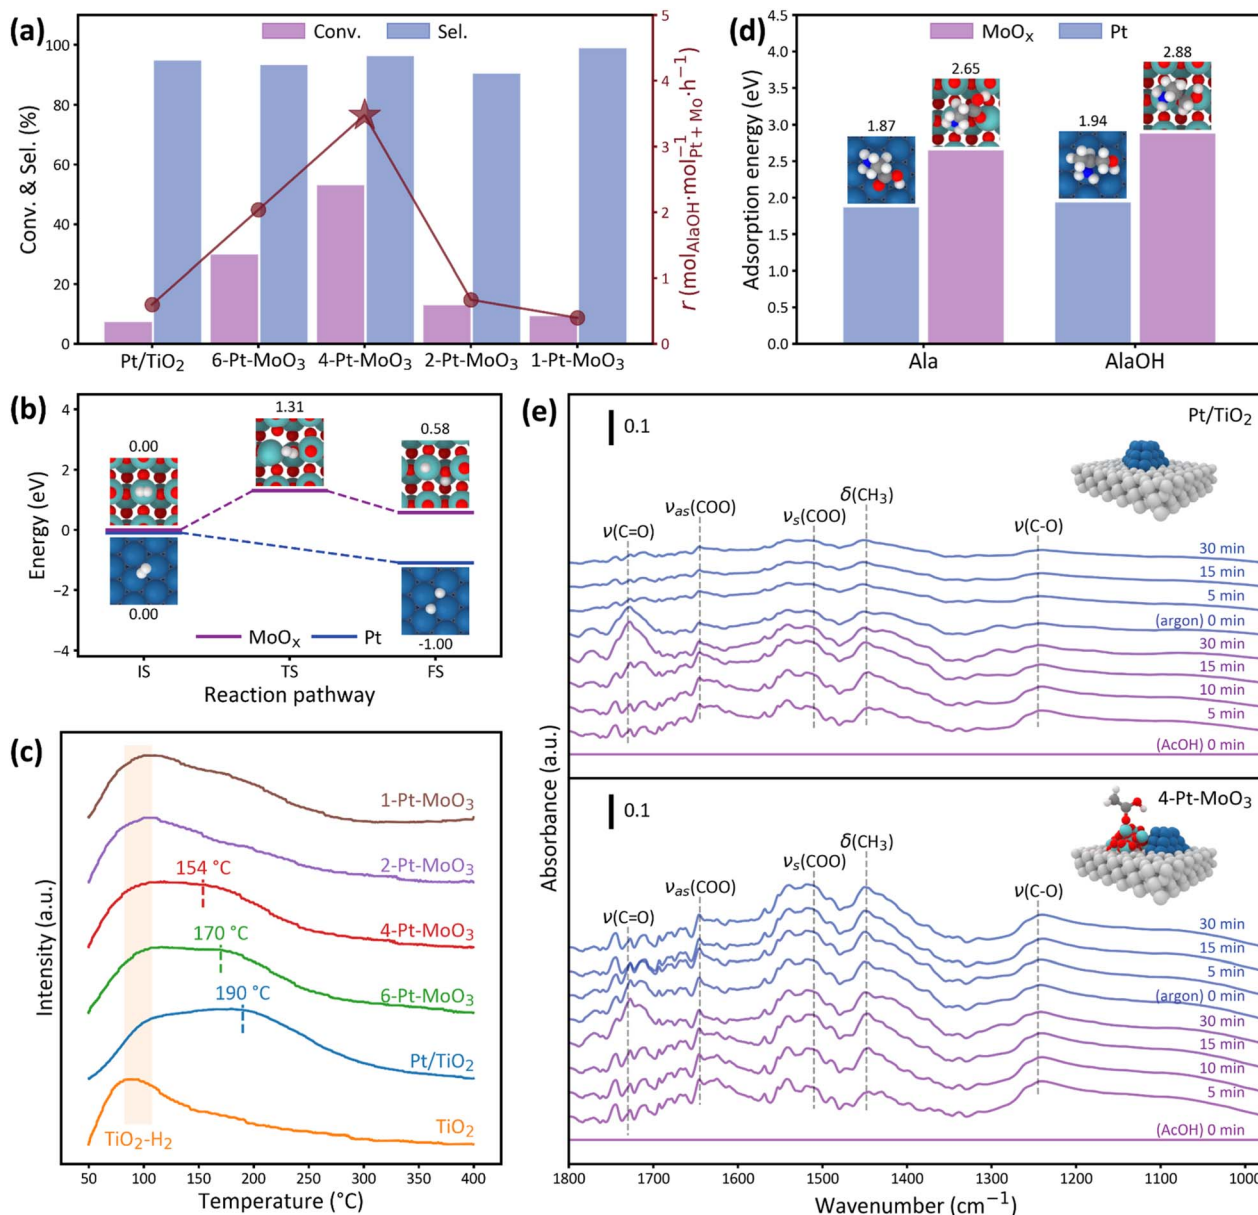 (a)
Conv. Sel.
Conv. & Sel. (%)
0
20
40
60
80
100
0
1
2
3
4
5
r (mol_AlaOH·mol⁻¹_Pt + Mo·h⁻¹)
Pt/TiO₂ 6-Pt-MoO₃ 4-Pt-MoO₃ 2-Pt-MoO₃ 1-Pt-MoO₃
(b)
Energy (eV)
4
2
0
−2
−4
0.00
1.31
0.58
0.00
-1.00
MoOₓ Pt
IS TS FS
Reaction pathway
(c)
Intensity (a.u.)
1-Pt-MoO₃
2-Pt-MoO₃
154 °C
4-Pt-MoO₃
170 °C
6-Pt-MoO₃
190 °C
Pt/TiO₂
TiO₂-H₂
TiO₂
50 100 150 200 250 300 350 400
Temperature (°C)
(d)
MoOₓ Pt
Adsorption energy (eV)
0.0
0.5
1.0
1.5
2.0
2.5
3.0
3.5
4.0
4.5
1.87
2.65
1.94
2.88
Ala AlaOH
(e)
Absorbance (a.u.)
0.1
Pt/TiO₂
ν(C=O)
νas(COO)
νs(COO)
δ(CH₃)
ν(C-O)
30 min
15 min
5 min
(argon) 0 min
30 min
15 min
10 min
5 min
(AcOH) 0 min
0.1
4-Pt-MoO₃
ν(C=O)
νas(COO)
νs(COO)
δ(CH₃)
ν(C-O)
30 min
15 min
5 min
(argon) 0 min
30 min
15 min
10 min
5 min
(AcOH) 0 min
1800 1700 1600 1500 1400 1300 1200 1100 1000
Wavenumber (cm⁻¹)